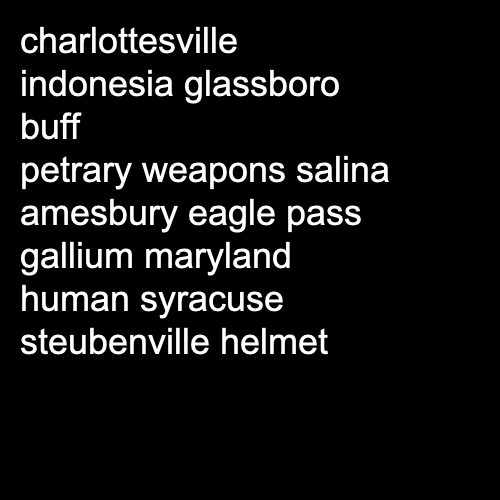 charlottesville
indonesia glassboro
buff
petrary weapons salina
amesbury eagle pass
gallium maryland
human syracuse
steubenville helmet